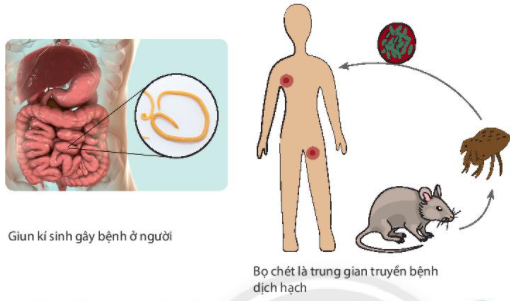 Giun kí sinh gây bệnh ở người
Bọ chét là trung gian truyền bệnh
dịch hạch